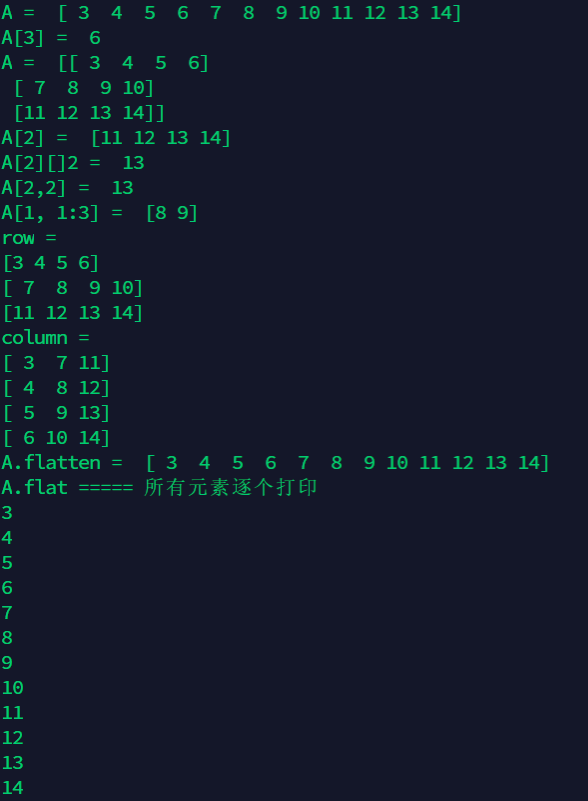 A =  [ 3  4  5  6  7  8  9 10 11 12 13 14]
A[3] =  6
A =  [[ 3  4  5  6]
 [ 7  8  9 10]
 [11 12 13 14]]
A[2] =  [11 12 13 14]
A[2][]2 =  13
A[2,2] =  13
A[1, 1:3] =  [8 9]
row =
[3 4 5 6]
[ 7  8  9 10]
[11 12 13 14]
column =
[ 3  7 11]
[ 4  8 12]
[ 5  9 13]
[ 6 10 14]
A.flatten =  [ 3  4  5  6  7  8  9 10 11 12 13 14]
A.flat ===== 所有元素逐个打印
3
4
5
6
7
8
9
10
11
12
13
14